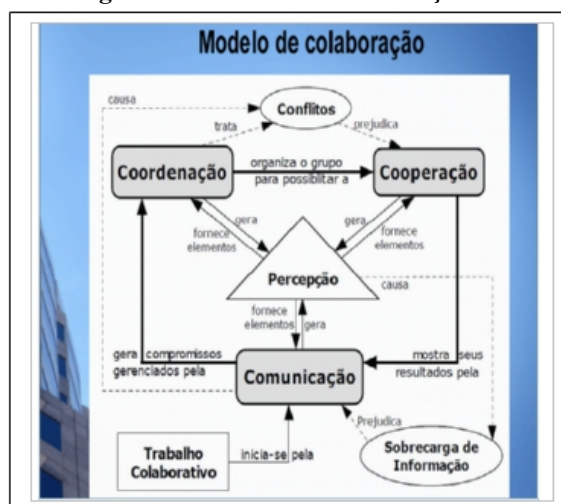 Modelo de colaboração
causa
Conflitos
trata
prejudica
Coordenação
organiza o grupo
para possiblitar a
Cooperação
gera
fornece
elementos
gera
fornece
elementos
Percepção
causa
fornece
elementos
gera
gera compromissos
gerenciados pela
Comunicação
mostra seus
resultados pela
Prejudica
Trabalho
Colaborativo
inicia-se pela
Sobrecarga de
Informação